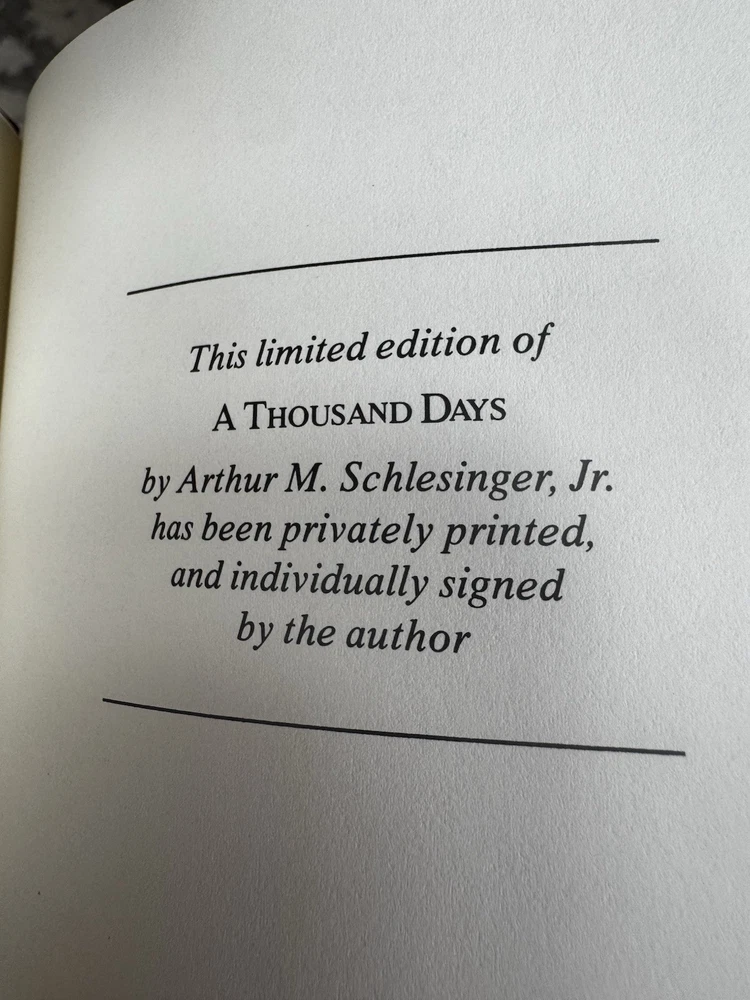 This limited edition of
A THOUSAND DAYS
by Arthur M. Schlesinger, Jr.
has been privately printed,
and individually signed
by the author